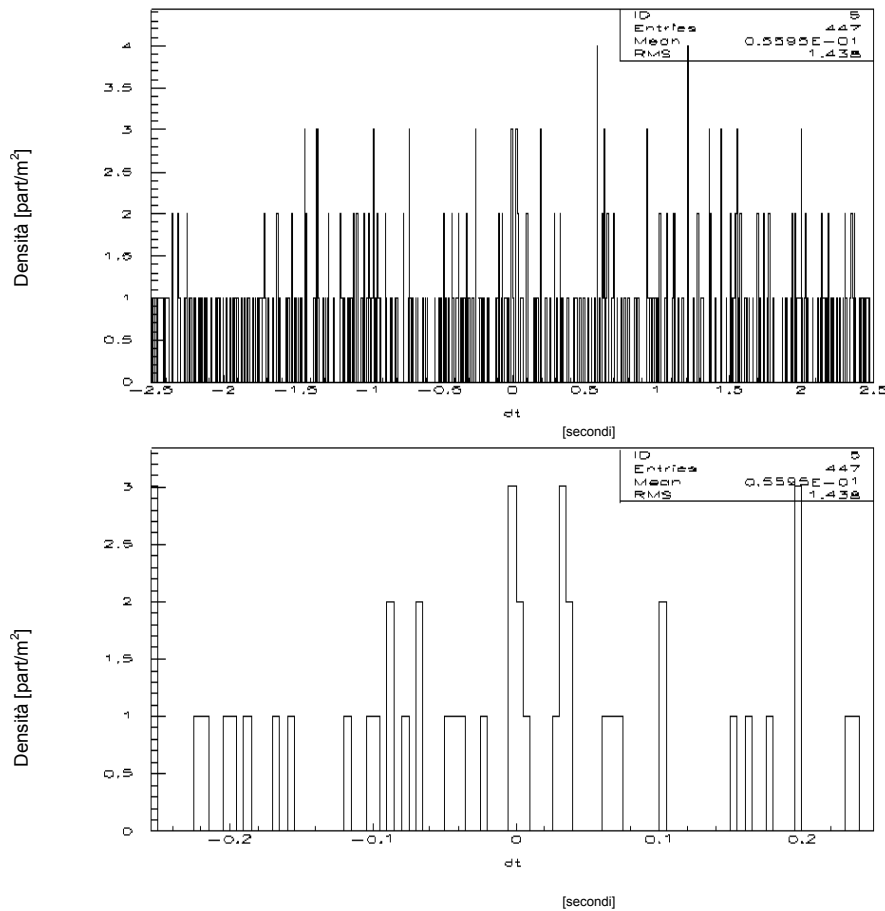 ID 5
Entries 447
Mean 0.5595E-01
RMS 1.438
4
3.5
3
2.5
2
1.5
1
0.5
0
Densità [part/m²]
-2.5 -2 -1.5 -1 -0.5 0 0.5 1 1.5 2 2.5
dt
[secondi]
ID 5
Entries 447
Mean 0.5595E-01
RMS 1.438
3
2.5
2
1.5
1
0.5
0
Densità [part/m²]
-0.2 -0.1 0 0.1 0.2
dt
[secondi]